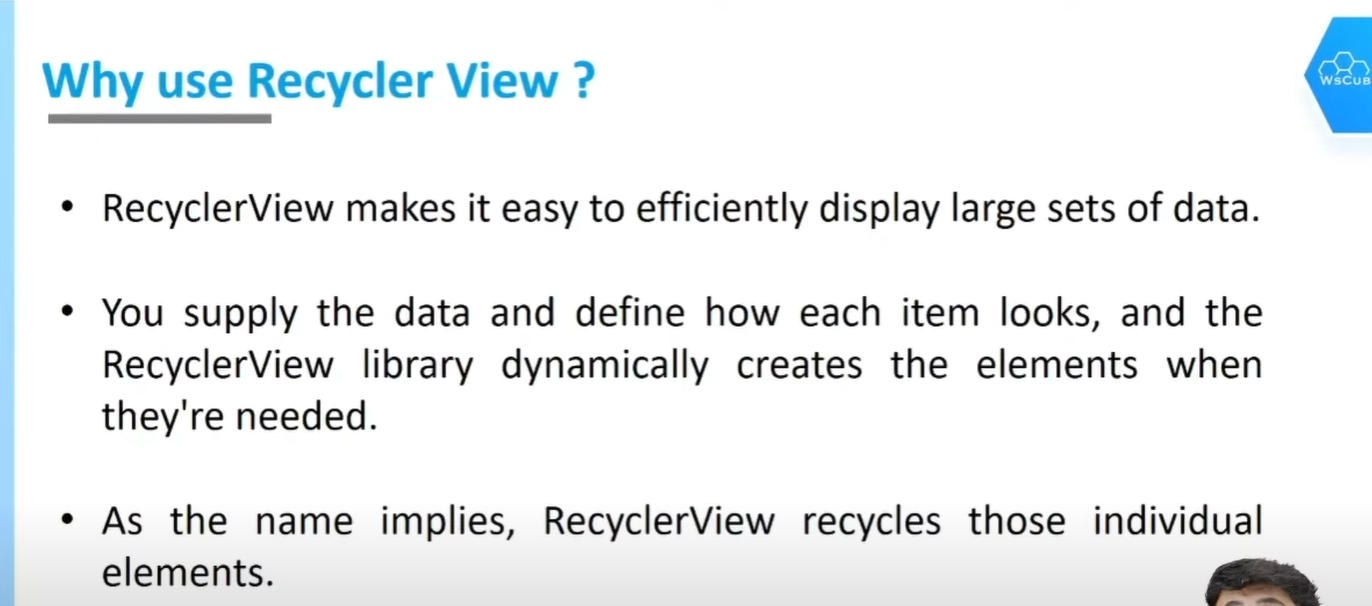 Why use Recycler View ?
WsCub
• RecyclerView makes it easy to efficiently display large sets of data.
• You supply the data and define how each item looks, and the
RecyclerView library dynamically creates the elements when
they're needed.
• As the name implies, RecyclerView recycles those individual
elements.